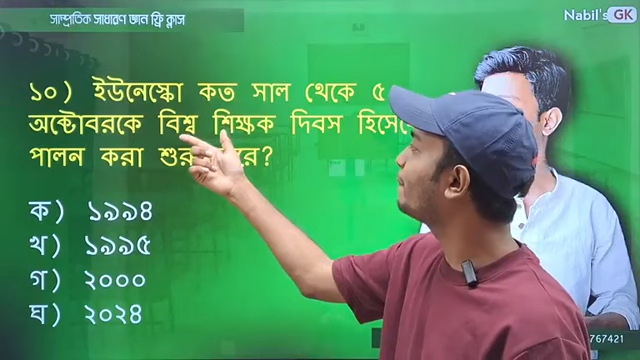 সাম্প্রতিক সাধারণ জ্ঞান ফ্রি ক্লাস
Nabil's GK
১০) ইউনেস্কো কত সাল থেকে ৫
অক্টোবরকে বিশ্ব শিক্ষক দিবস হিসেবে
পালন করা শুরু করে?
ক) ১৯৯৪
খ) ১৯৯৫
গ) ২০০০
ঘ) ২০২৪
767421